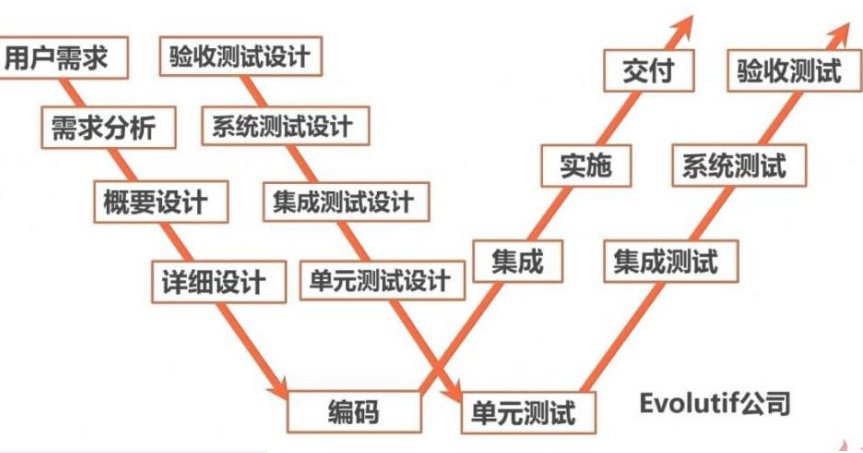 用户需求
验收测试设计
交付
验收测试
需求分析
系统测试设计
实施
系统测试
概要设计
集成测试设计
集成
集成测试
详细设计
单元测试设计
编码
单元测试
Evolutif公司